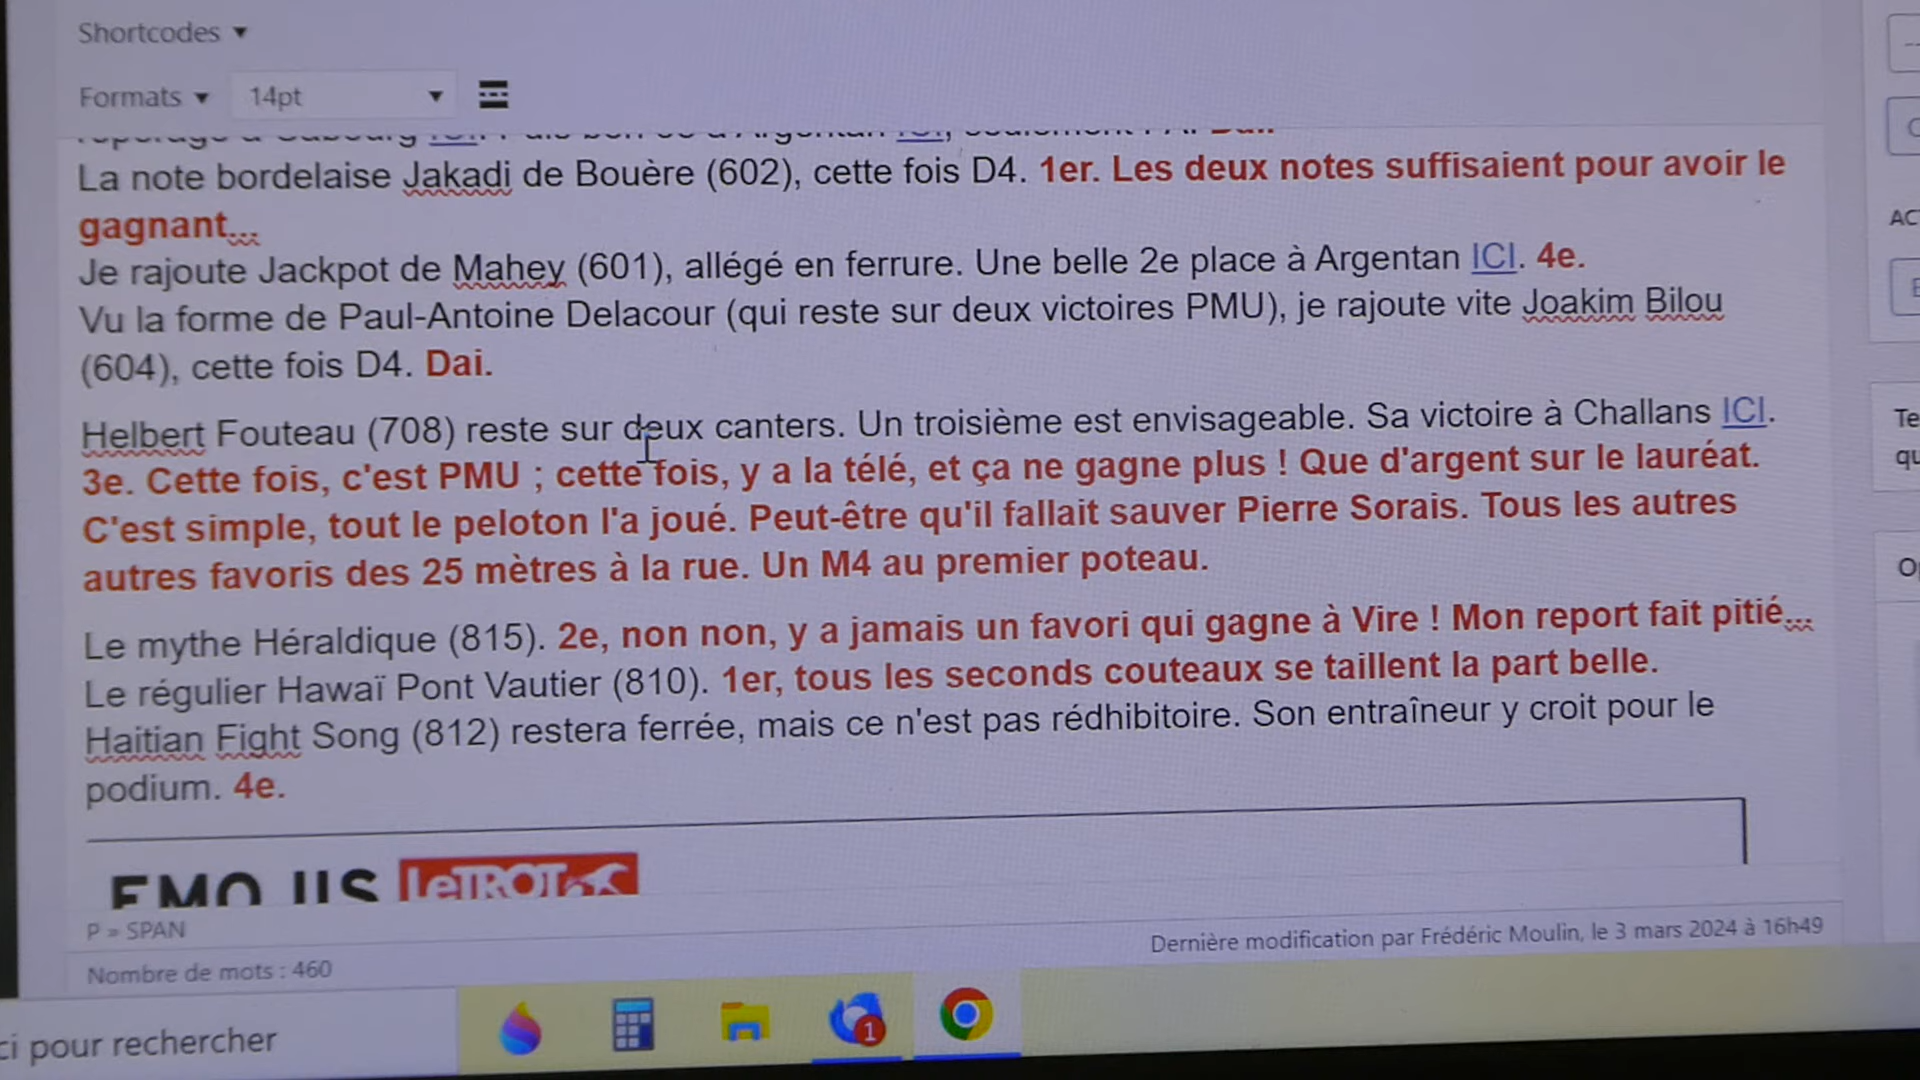 Shortcodes
Formats 14pt
La note bordelaise Jakadi de Bouère (602), cette fois D4. 1er. Les deux notes suffisaient pour avoir le
gagnant...
Je rajoute Jackpot de Mahey (601), allégé en ferrure. Une belle 2e place à Argentan ICI. 4e.
Vu la forme de Paul-Antoine Delacour (qui reste sur deux victoires PMU), je rajoute vite Joakim Bilou
(604), cette fois D4. Dai.
Helbert Fouteau (708) reste sur deux canters. Un troisième est envisageable. Sa victoire à Challans ICI.
3e. Cette fois, c'est PMU ; cette fois, y a la télé, et ça ne gagne plus ! Que d'argent sur le lauréat.
C'est simple, tout le peloton l'a joué. Peut-être qu'il fallait sauver Pierre Sorais. Tous les autres
autres favoris des 25 mètres à la rue. Un M4 au premier poteau.
Le mythe Héraldique (815). 2e, non non, y a jamais un favori qui gagne à Vire ! Mon report fait pitié...
Le régulier Hawaï Pont Vautier (810). 1er, tous les seconds couteaux se taillent la part belle.
Haitian Fight Song (812) restera ferrée, mais ce n'est pas rédhibitoire. Son entraîneur y croit pour le
podium. 4e.
LeTROT
P » SPAN
Dernière modification par Frédéric Moulin, le 3 mars 2024 à 16h49
Nombre de mots : 460
ci pour rechercher
1